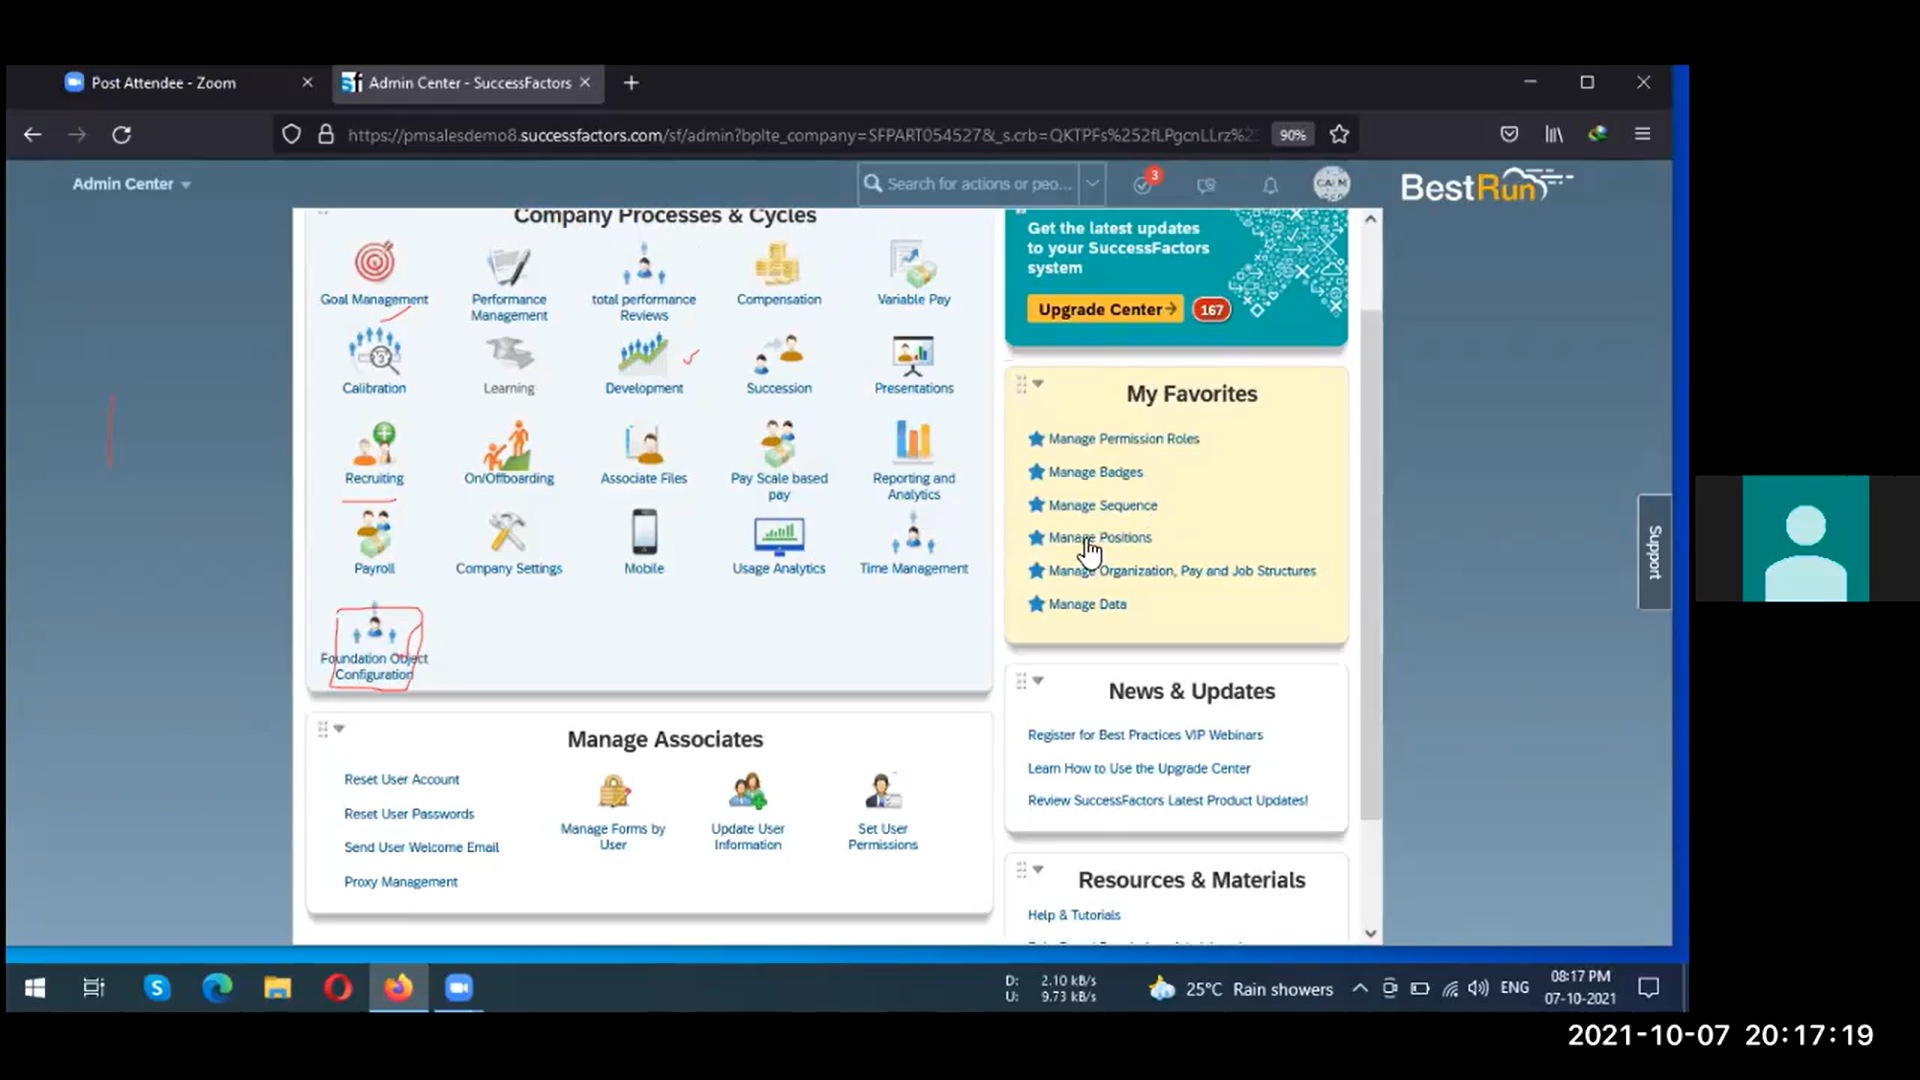 Post Attendee - Zoom
Admin Center - SuccessFactors
https://pmsalesdemo8.successfactors.com/sf/admin?bplte_company=SFPART054527&_s.crb=QKTPFs%252fLPgcnLLrz%
90%
Admin Center
Search for actions or peo...
3
BestRun
Company Processes & Cycles
Goal Management
Performance Management
total performance Reviews
Compensation
Variable Pay
Calibration
Learning
Development
Succession
Presentations
Recruiting
On/Offboarding
Associate Files
Pay Scale based pay
Reporting and Analytics
Payroll
Company Settings
Mobile
Usage Analytics
Time Management
Foundation Object Configuration
Manage Associates
Reset User Account
Reset User Passwords
Send User Welcome Email
Proxy Management
Manage Forms by User
Update User Information
Set User Permissions
Get the latest updates
to your SuccessFactors
system
Upgrade Center
167
My Favorites
Manage Permission Roles
Manage Badges
Manage Sequence
Manage Positions
Manage Organization, Pay and Job Structures
Manage Data
News & Updates
Register for Best Practices VIP Webinars
Learn How to Use the Upgrade Center
Review SuccessFactors Latest Product Updates!
Resources & Materials
Help & Tutorials
Support
D: 2.10 kB/s
U: 9.73 kB/s
25°C Rain showers
ENG
08:17 PM
07-10-2021
2021-10-07 20:17:19